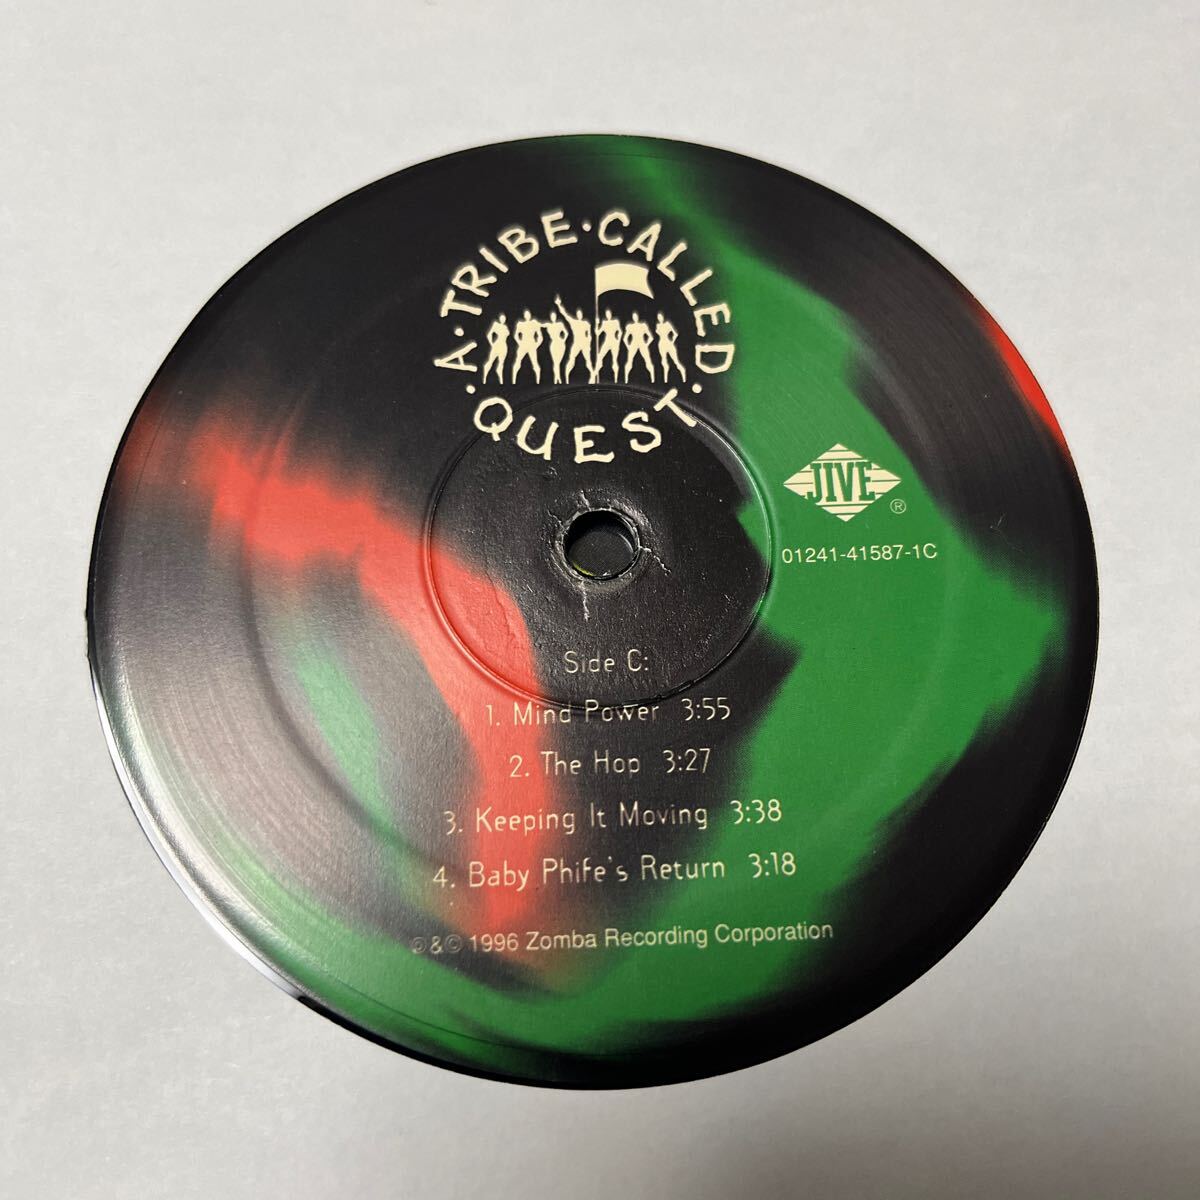 A·TRIBE·CALLED·QUEST·
JIVE ®
01241-41587-1C
Side C:
1. Mind Power 3:55
2. The Hop 3:27
3. Keeping It Moving 3:38
4. Baby Phife's Return 3:18
℗&© 1996 Zomba Recording Corporation